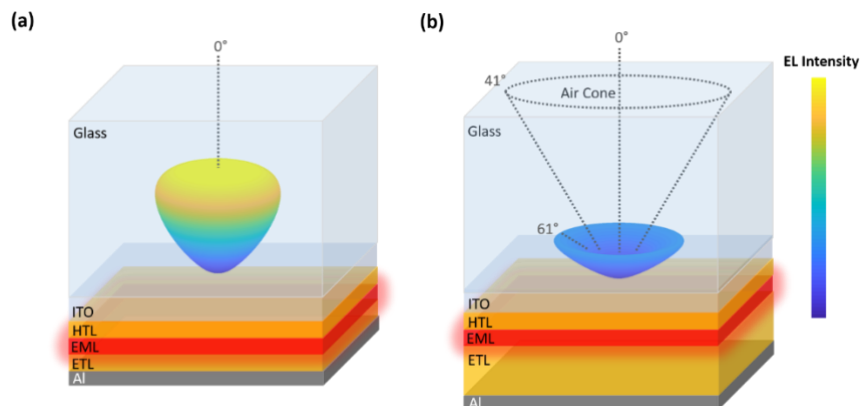 (a)
0°
Glass
ITO
HTL
EML
ETL
Al
(b)
0°
EL Intensity
41°
Air Cone
Glass
61°
ITO
HTL
EML
ETL
Al